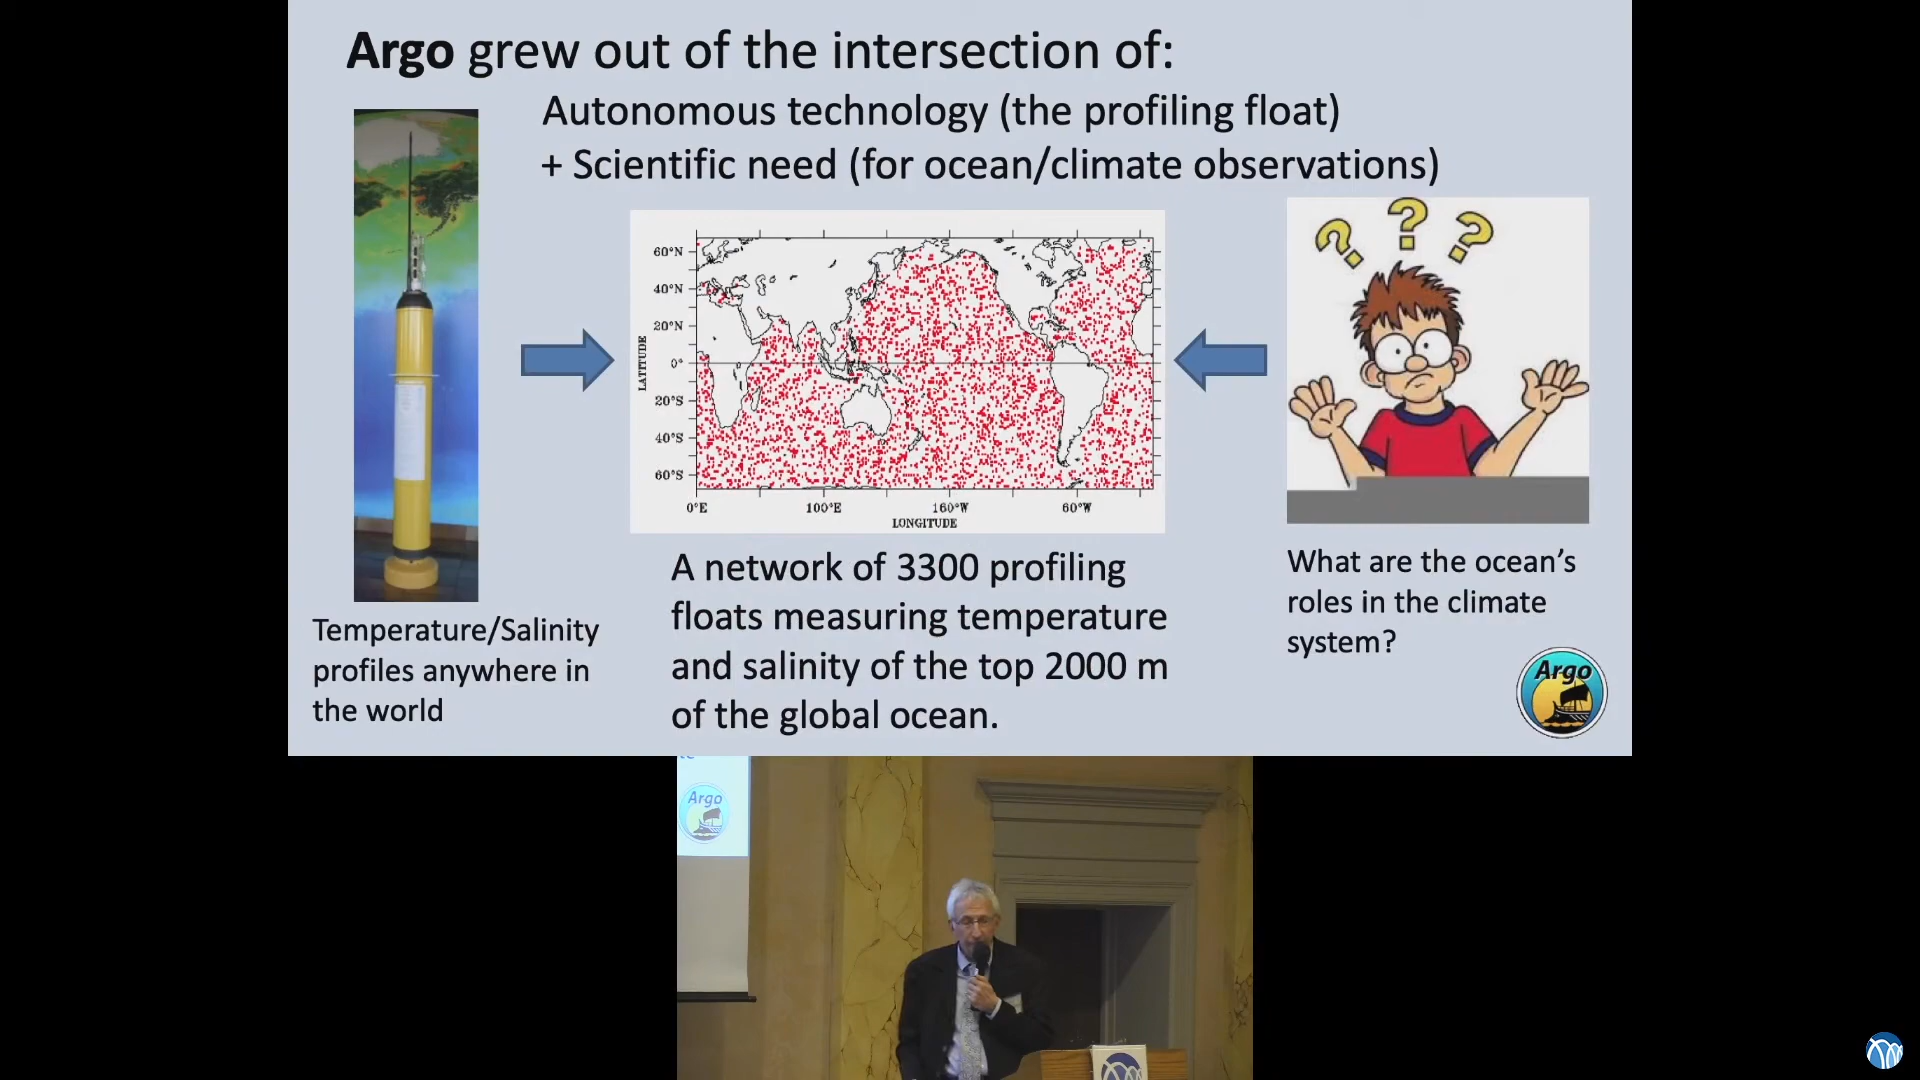 Argo grew out of the intersection of:
Autonomous technology (the profiling float)
+ Scientific need (for ocean/climate observations)
60°N
40°N
20°N
0°
20°S
40°S
60°S
LATITUDE
0°E
100°E
160°W
60°W
LONGITUDE
? ? ?
Temperature/Salinity
profiles anywhere in
the world
A network of 3300 profiling
floats measuring temperature
and salinity of the top 2000 m
of the global ocean.
What are the ocean’s
roles in the climate
system?
Argo
Argo